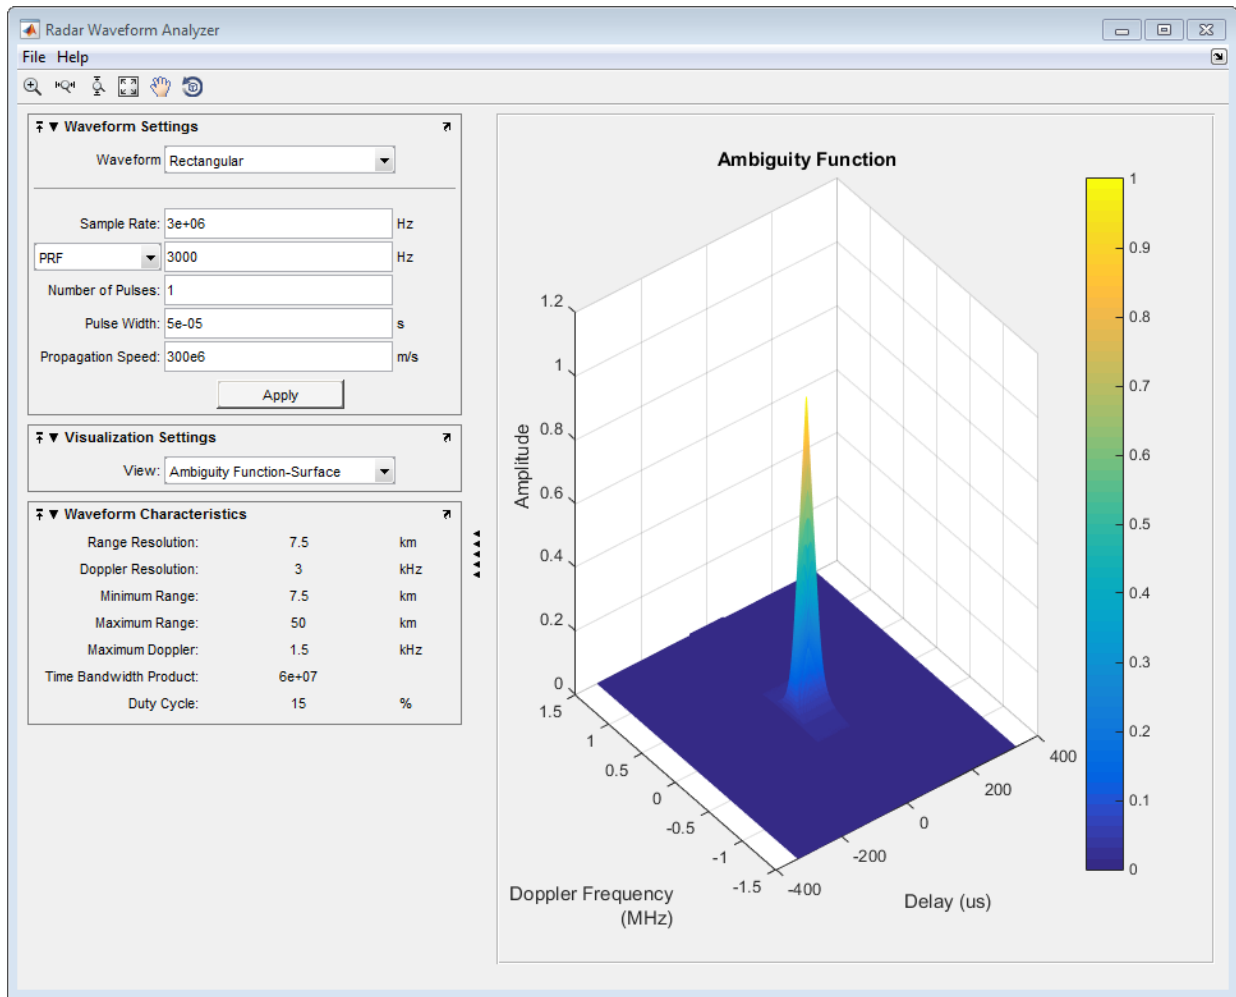 Radar Waveform Analyzer
File Help
Waveform Settings
Waveform Rectangular
Sample Rate: 3e+06 Hz
PRF 3000 Hz
Number of Pulses: 1
Pulse Width: 5e-05 s
Propagation Speed: 300e6 m/s
Apply
Visualization Settings
View: Ambiguity Function-Surface
Waveform Characteristics
Range Resolution: 7.5 km
Doppler Resolution: 3 kHz
Minimum Range: 7.5 km
Maximum Range: 50 km
Maximum Doppler: 1.5 kHz
Time Bandwidth Product: 6e+07
Duty Cycle: 15 %
Ambiguity Function
Amplitude
1.2
1
0.8
0.6
0.4
0.2
0
1.5
1
0.5
0
-0.5
-1
-1.5
Doppler Frequency
(MHz)
-400
-200
0
200
400
Delay (us)
1
0.9
0.8
0.7
0.6
0.5
0.4
0.3
0.2
0.1
0